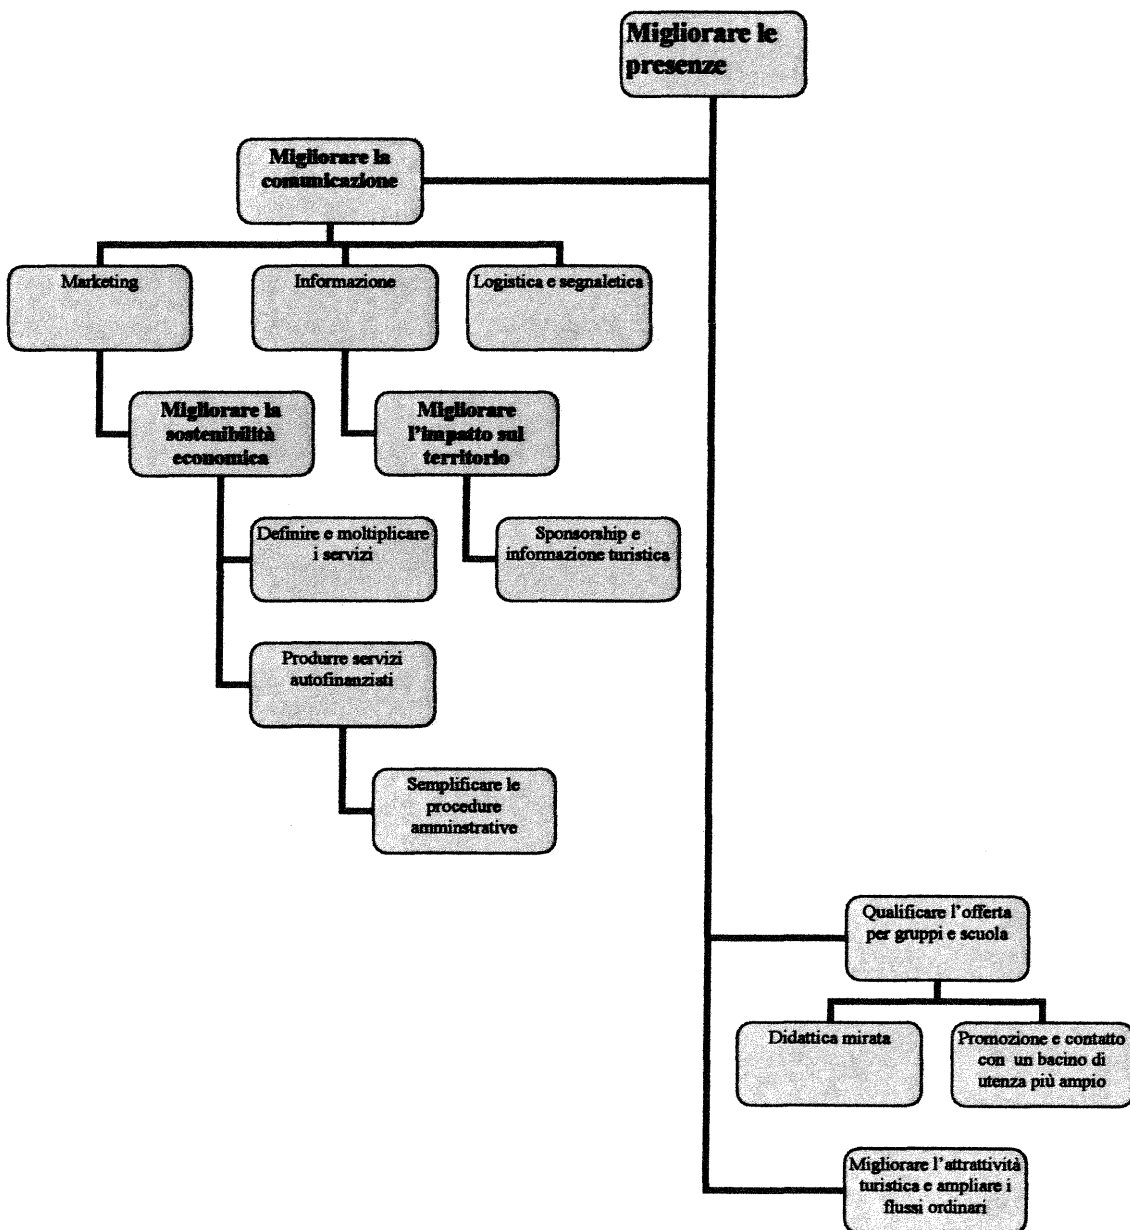 Migliorare le
presenze
Migliorare la
comunicazione
Marketing
Informazione
Logistica e segnaletica
Migliorare la
sostenibilità
economica
Migliorare
l'impatto sul
territorio
Definire e moltiplicare
i servizi
Sponsorship e
informazione turistica
Produrre servizi
autofinanziati
Semplificare le
procedure
amminstrative
Qualificare l'offerta
per gruppi e scuola
Didattica mirata
Promozione e contatto
con un bacino di
utenza più ampio
Migliorare l'attrattività
turistica e ampliare i
flussi ordinari